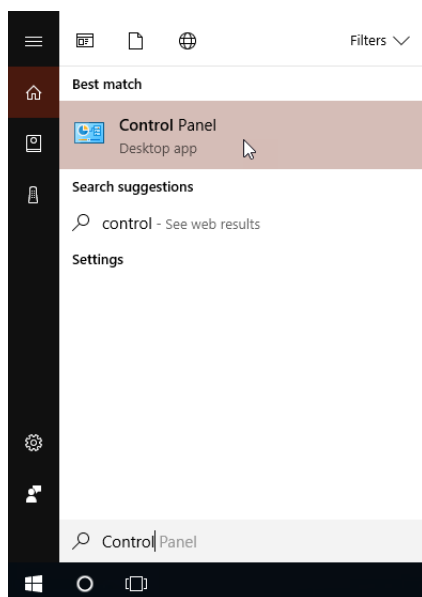 Filters
Best match
Control Panel
Desktop app
Search suggestions
control - See web results
Settings
Control Panel